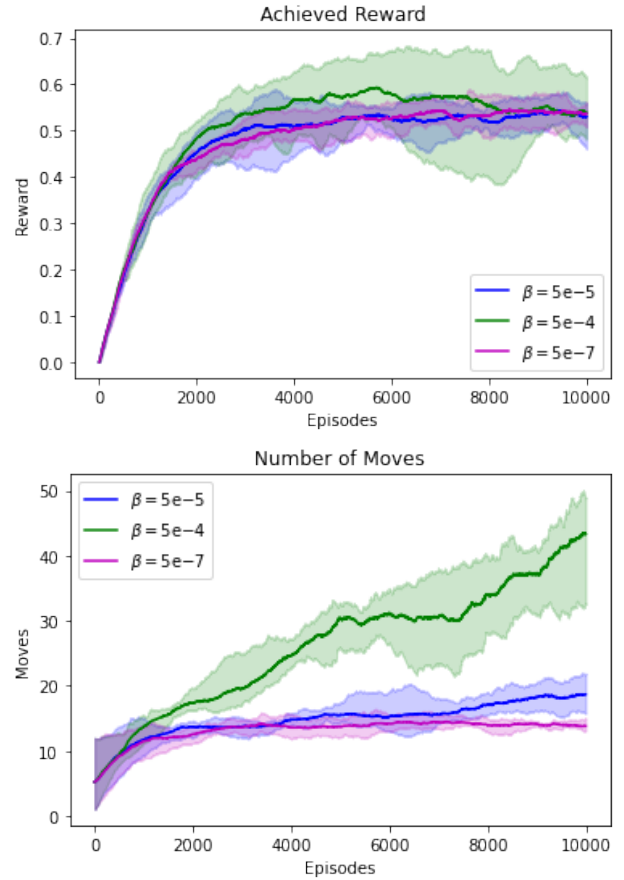 Achieved Reward
0.7
0.6
0.5
0.4
0.3
0.2
0.1
0.0
Reward
β = 5e−5
β = 5e−4
β = 5e−7
0 2000 4000 6000 8000 10000
Episodes
Number of Moves
50
40
30
20
10
0
Moves
β = 5e−5
β = 5e−4
β = 5e−7
0 2000 4000 6000 8000 10000
Episodes